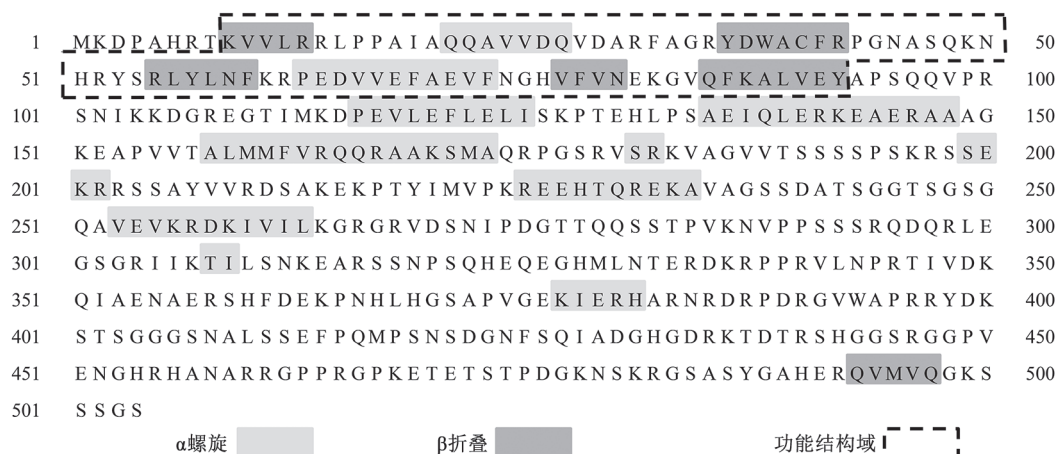 1 MKDPAHRTKVVLRRLPPAIAQQAVVDQVDARFAGRYDWACFRPGNASQKN 50
51 HRYSRLYLNFKRPEDVVEFAEVFNGHVFVNEKGVQFKALVEYAPSQQVPR 100
101 SNIKKDGREGTIMKDPEVLEFLELISKPTEHLPSAEIQLERKEAERAAAG 150
151 KEAPVVTALMMFVRQQRAAKSMAQRPGSRVSRKVAGVVTSSSSPSKRSSE 200
201 KRRSSAYVVRDSAKEKPTYIMVPKREEHTQREKAVAGSSDATSGGTSGSG 250
251 QAVEVKRDKIVILKGRGRVDSNIPDGTTQQSSTPVKNVPPSSSRQDQRLE 300
301 GSGRIIKTILSNKEARSSNPSQHEQEGHMLNTERDKRPPRVLNPRTIVDK 350
351 QIAENAERSHFDEKPNHLHGSAPVGEKIERHARNRDRPDRGVWAPRRYDK 400
401 STSGGGSNALSSEFPQMPSNSDGNFSQIADGHGDRKTDTRSHGGSRGGPV 450
451 ENGHRHANARRGPPRGPKETETSTPDGKNSKRGSASYGAHERQVMVQGKS 500
501 SSGS
α螺旋 β折叠 功能结构域